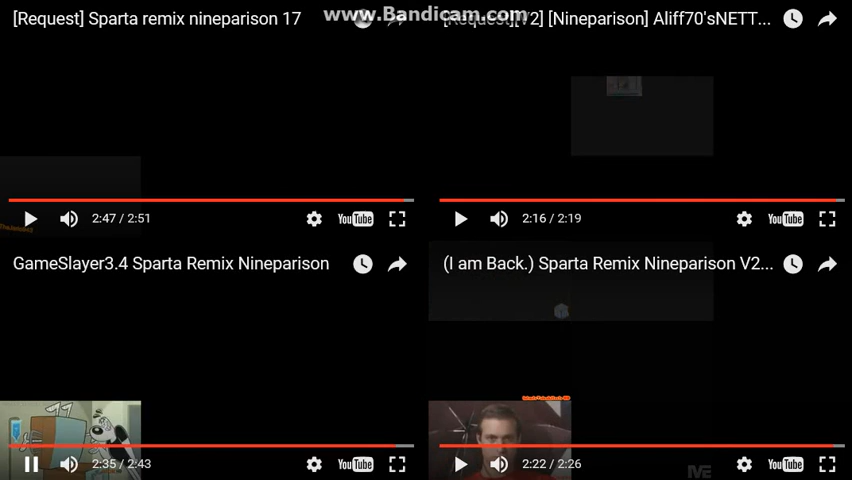 www.Bandicam.com
[Request] Sparta remix nineparison 17
[Request][V2] [Nineparison] Aliff70'sNETT...
2:47 / 2:51
YouTube
2:16 / 2:19
YouTube
GameSlayer3.4 Sparta Remix Nineparison
(I am Back.) Sparta Remix Nineparison V2...
2:35 / 2:43
YouTube
2:22 / 2:26
YouTube